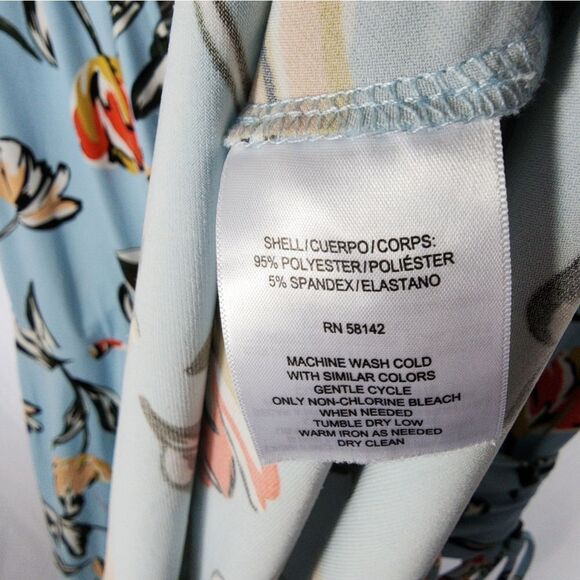 SHELL/CUERPO/CORPS:
95% POLYESTER/POLIÉSTER
5% SPANDEX/ELASTANO
RN 58142
MACHINE WASH COLD
WITH SIMILAR COLORS
GENTLE CYCLE
ONLY NON-CHLORINE BLEACH
WHEN NEEDED
TUMBLE DRY LOW
WARM IRON AS NEEDED
DRY CLEAN